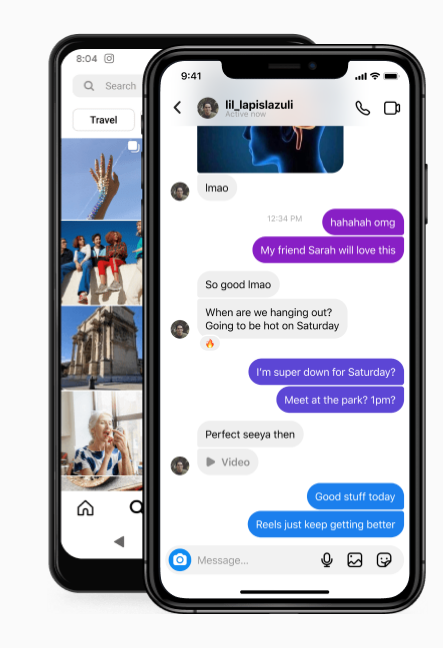 8:04
Search
Travel
9:41
lil_lapislazuli
Active now
lmao
12:34 PM
hahahah omg
My friend Sarah will love this
So good lmao
When are we hanging out?
Going to be hot on Saturday
I'm super down for Saturday?
Meet at the park? 1pm?
Perfect seeya then
Video
Good stuff today
Reels just keep getting better
Message...